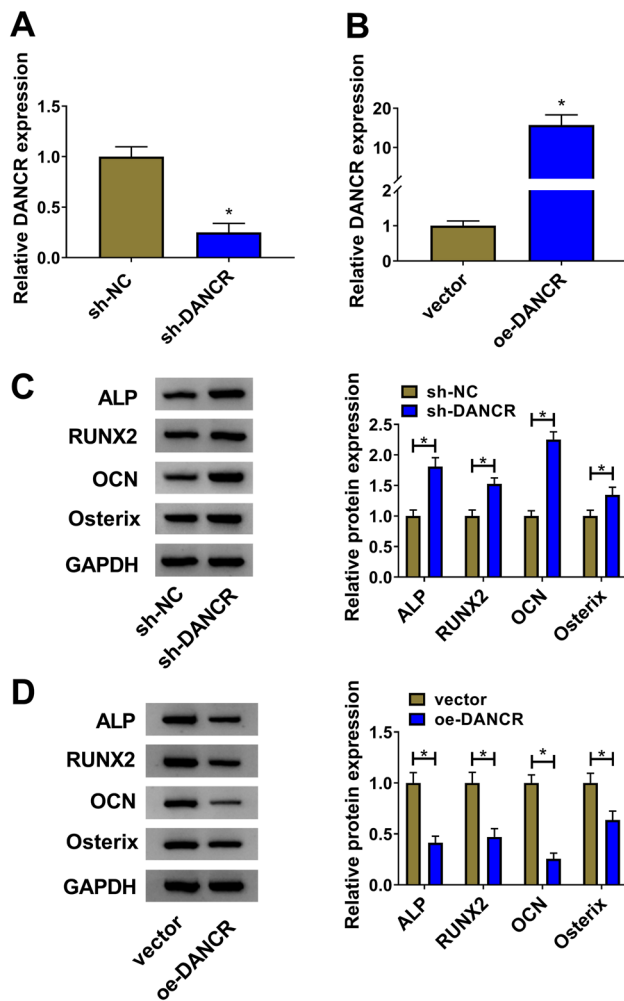 A
Relative DANCR expression
1.5
1.0
0.5
0.0
*
sh-NC
sh-DANCR
B
Relative DANCR expression
20
15
10
5
2
1
0
*
vector
oe-DANCR
C
ALP
RUNX2
OCN
Osterix
GAPDH
sh-NC
sh-DANCR
sh-NC
sh-DANCR
Relative protein expression
2.5
2.0
1.5
1.0
0.5
0.0
* * * *
ALP
RUNX2
OCN
Osterix
D
ALP
RUNX2
OCN
Osterix
GAPDH
vector
oe-DANCR
vector
oe-DANCR
Relative protein expression
1.5
1.0
0.5
0.0
* * * *
ALP
RUNX2
OCN
Osterix